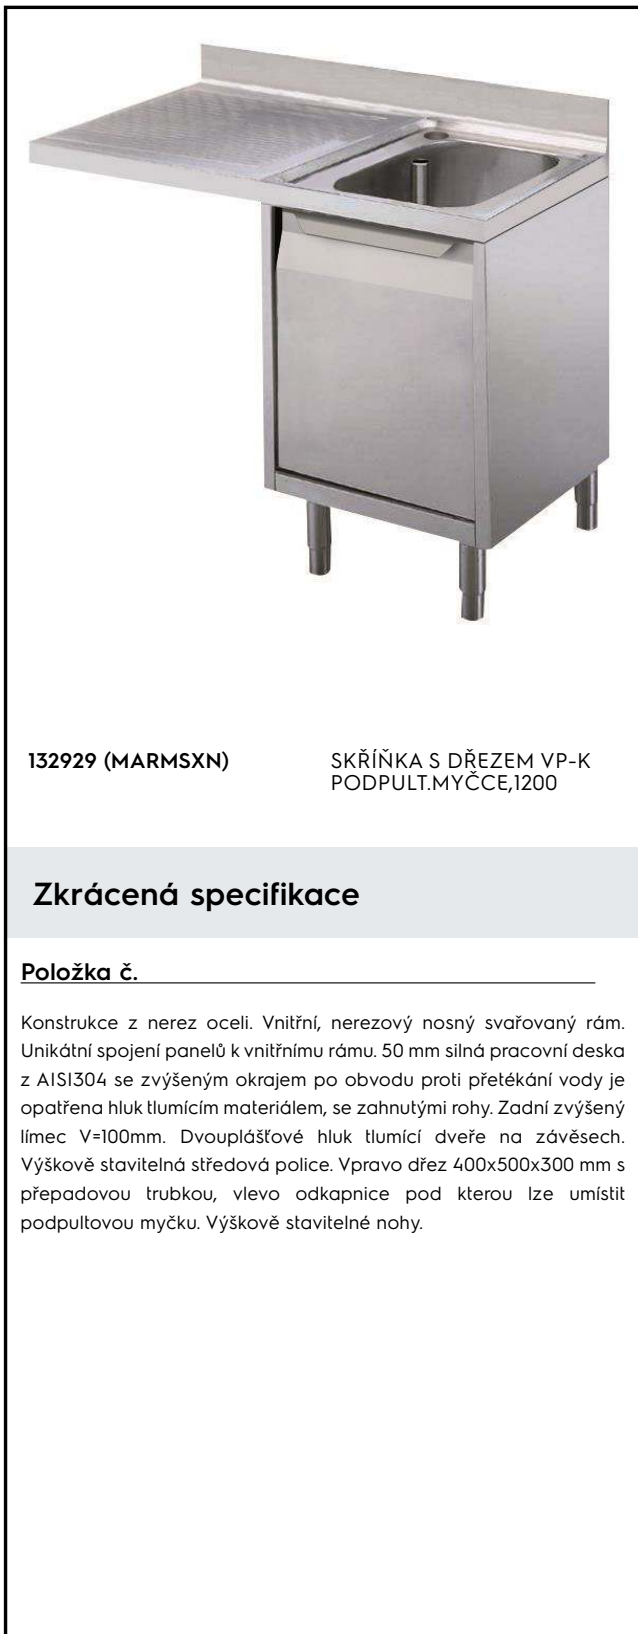 132929 (MARMSXN)
SKŘÍŇKA S DŘEZEM VP-K
PODPULT.MYČCE,1200
Zkrácená specifikace
Položka č.
Konstrukce z nerez oceli. Vnitřní, nerezový nosný svařovaný rám.
Unikátní spojení panelů k vnitřnímu rámu. 50 mm silná pracovní deska
z AISI304 se zvýšeným okrajem po obvodu proti přetékání vody je
opatřena hluk tlumícím materiálem, se zahnutými rohy. Zadní zvýšený
límec V=100mm. Dvouplášťové hluk tlumící dveře na závěsech.
Výškově stavitelná středová police. Vpravo dřez 400x500x300 mm s
přepadovou trubkou, vlevo odkapnice pod kterou lze umístit
podpultovou myčku. Výškově stavitelné nohy.